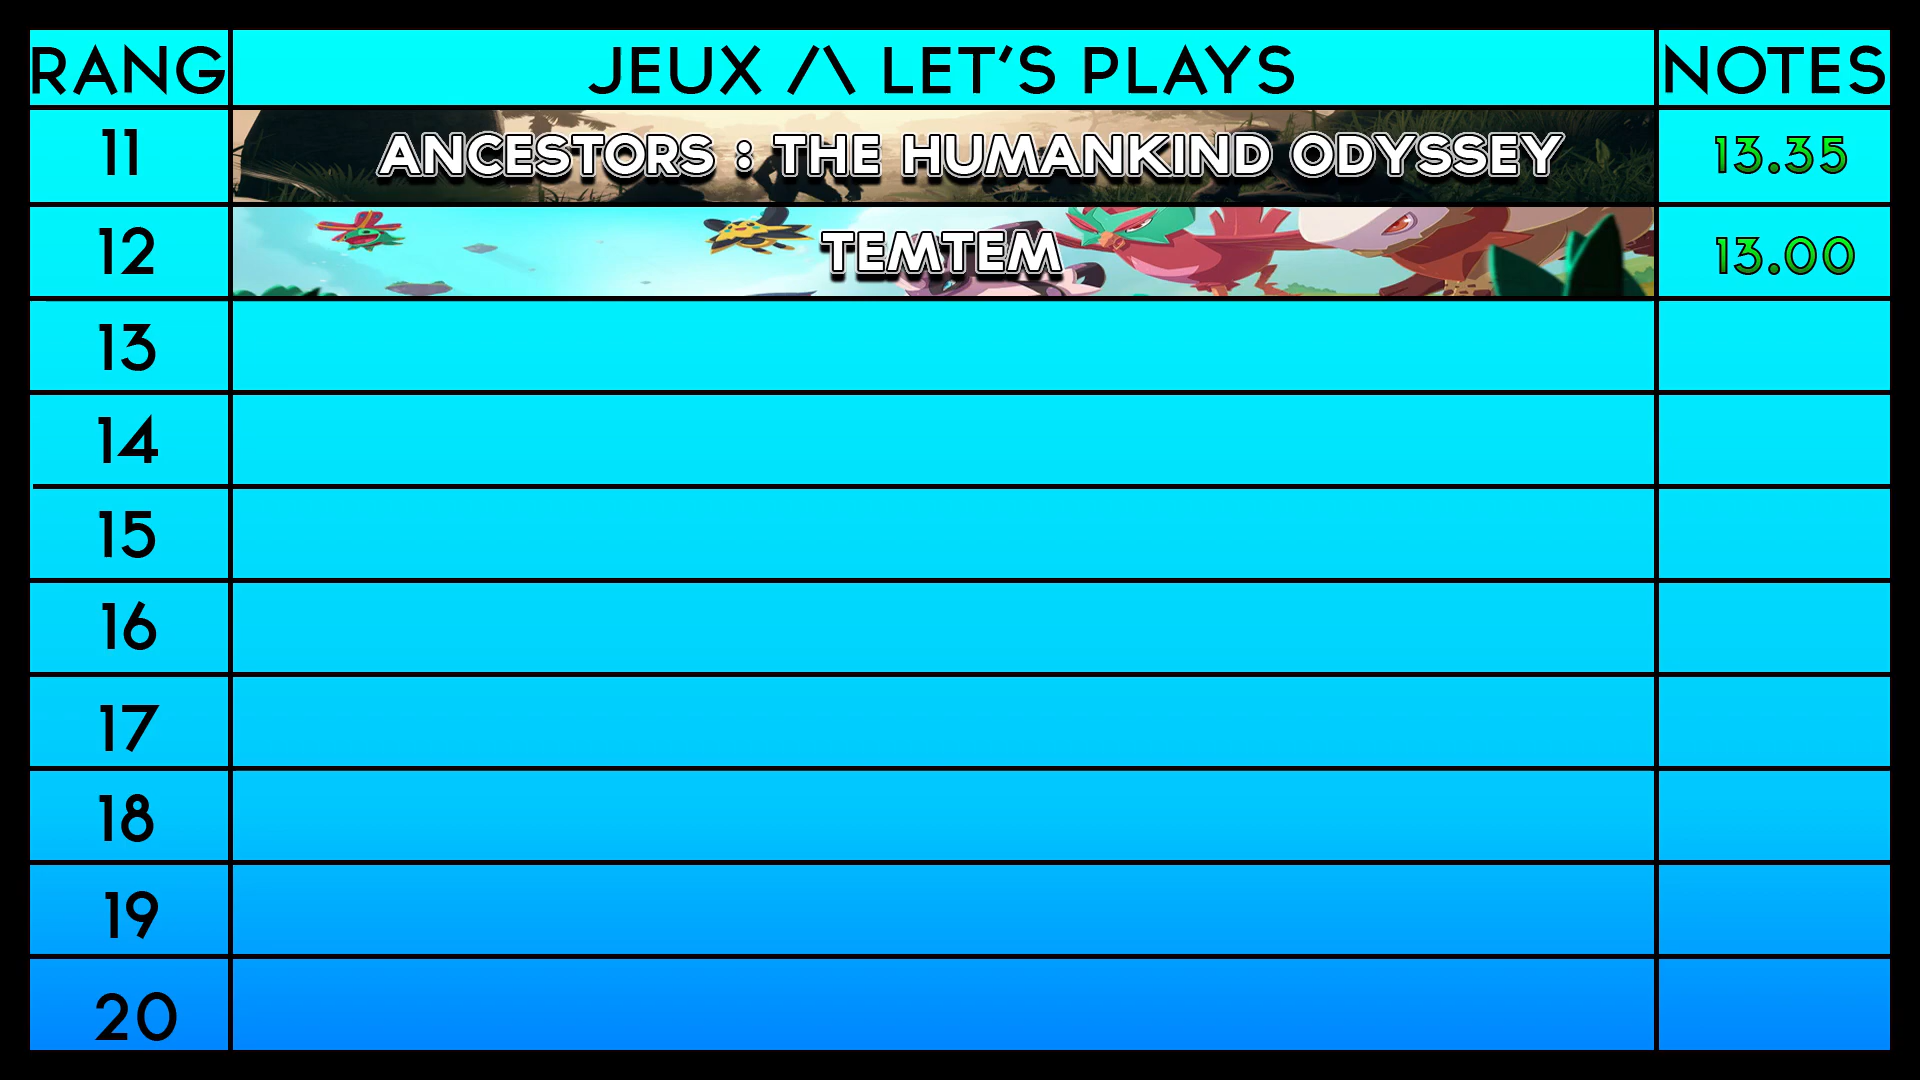 RANG JEUX /\ LET'S PLAYS NOTES
11 ANCESTORS : THE HUMANKIND ODYSSEY 13.35
12 TEMTEM 13.00
13
14
15
16
17
18
19
20